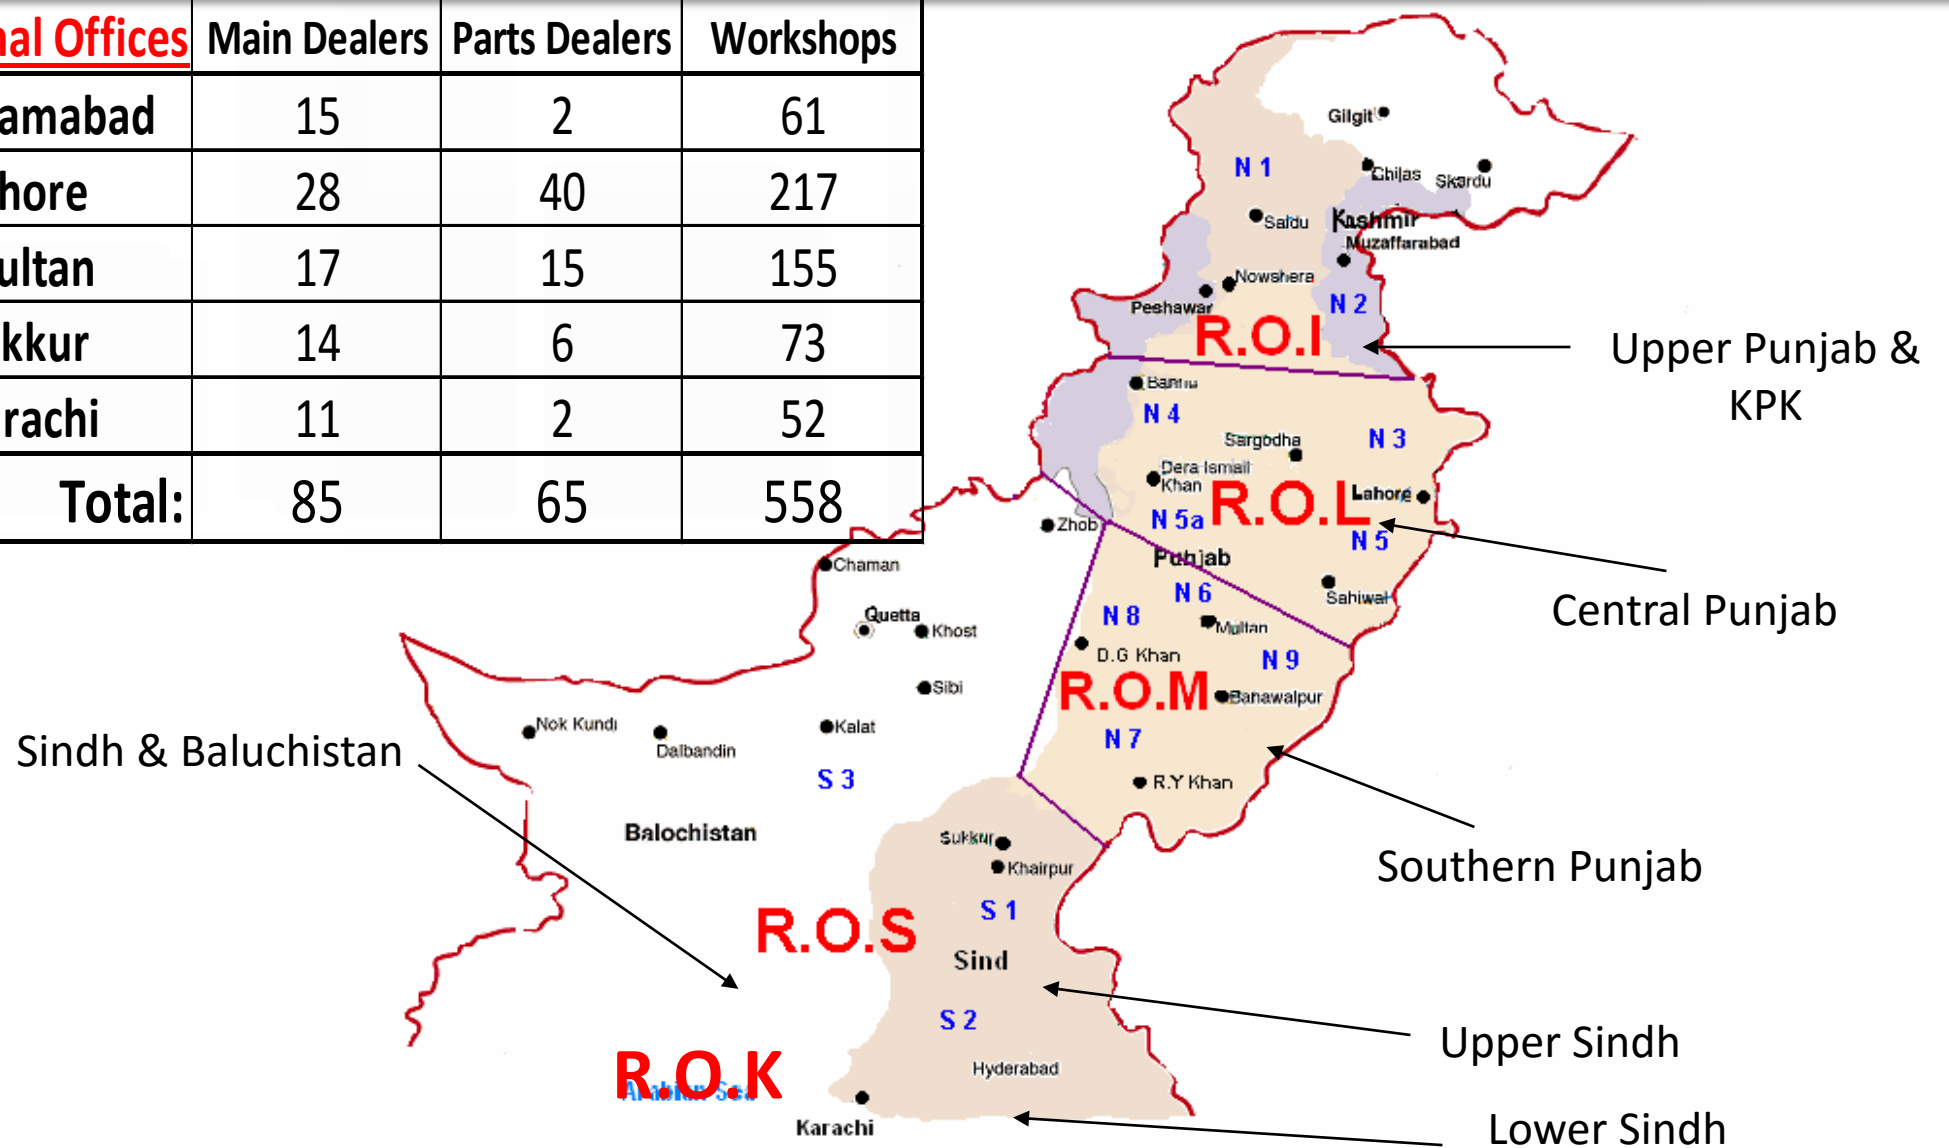 nal Offices Main Dealers Parts Dealers Workshops
amabad 15 2 61
hore 28 40 217
ultan 17 15 155
kkur 14 6 73
rachi 11 2 52
Total: 85 65 558
Gilgit
N 1
Chilas
Skardu
Saidu
Kashmir
Muzaffarabad
Nowshera
Peshawar
N 2
R.O.I
Upper Punjab &
KPK
Bannu
N 4
Sargodha
N 3
Dera Ismail
Khan
R.O.L
Lahore
N 5a
N 5
Zhob
Punjab
Central Punjab
Chaman
N 6
Sahiwal
Quetta
Khost
N 8
Multan
D.G Khan
N 9
Sibi
R.O.M
Bahawalpur
Nok Kundi
Dalbandin
Kalat
N 7
Sindh & Baluchistan
S 3
R.Y Khan
Balochistan
Sukkur
Khairpur
Southern Punjab
S 1
R.O.S
Sind
S 2
Upper Sindh
Hyderabad
R.O.K
Arabian Sea
Karachi
Lower Sindh